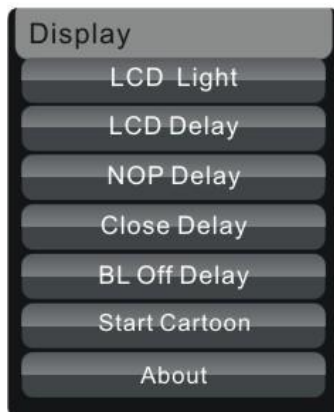 Display
LCD Light
LCD Delay
NOP Delay
Close Delay
BL Off Delay
Start Cartoon
About